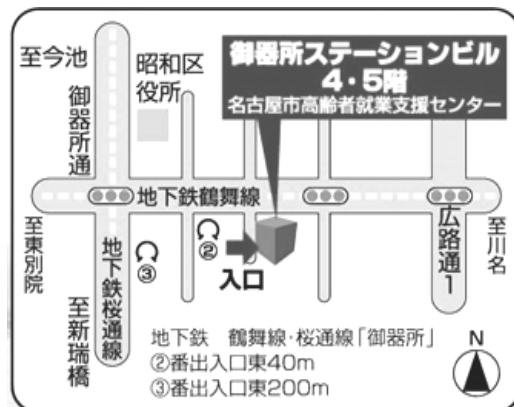 至今池
御器所通
昭和区
役所
御器所ステーションビル
4・5階
名古屋市高齢者就業支援センター
地下鉄鶴舞線
至東別院
地下鉄桜通線
至新瑞橋
③
②
入口
広路通1
至川名
地下鉄 鶴舞線・桜通線「御器所」
②番出入口東40m
③番出入口東200m
N